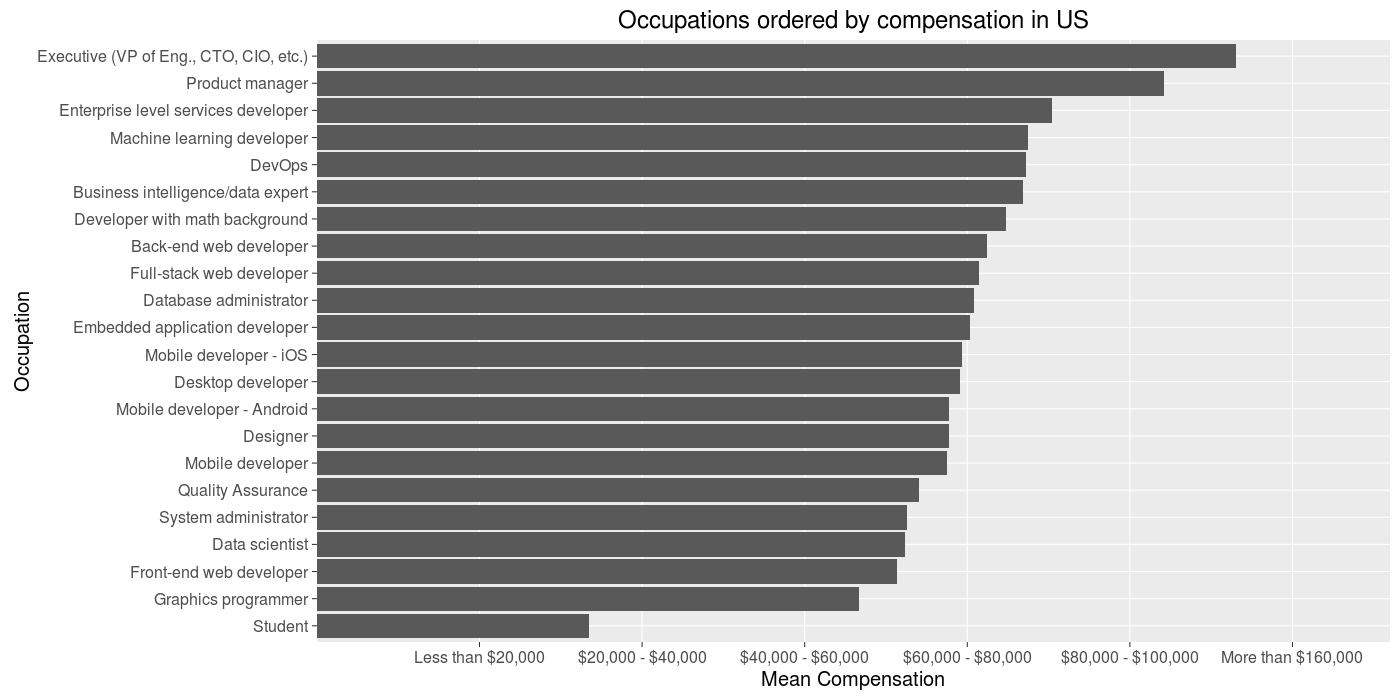 Occupations ordered by compensation in US
Occupation
Executive (VP of Eng., CTO, CIO, etc.)
Product manager
Enterprise level services developer
Machine learning developer
DevOps
Business intelligence/data expert
Developer with math background
Back-end web developer
Full-stack web developer
Database administrator
Embedded application developer
Mobile developer - iOS
Desktop developer
Mobile developer - Android
Designer
Mobile developer
Quality Assurance
System administrator
Data scientist
Front-end web developer
Graphics programmer
Student
Less than $20,000 $20,000 - $40,000 $40,000 - $60,000 $60,000 - $80,000 $80,000 - $100,000 More than $160,000
Mean Compensation